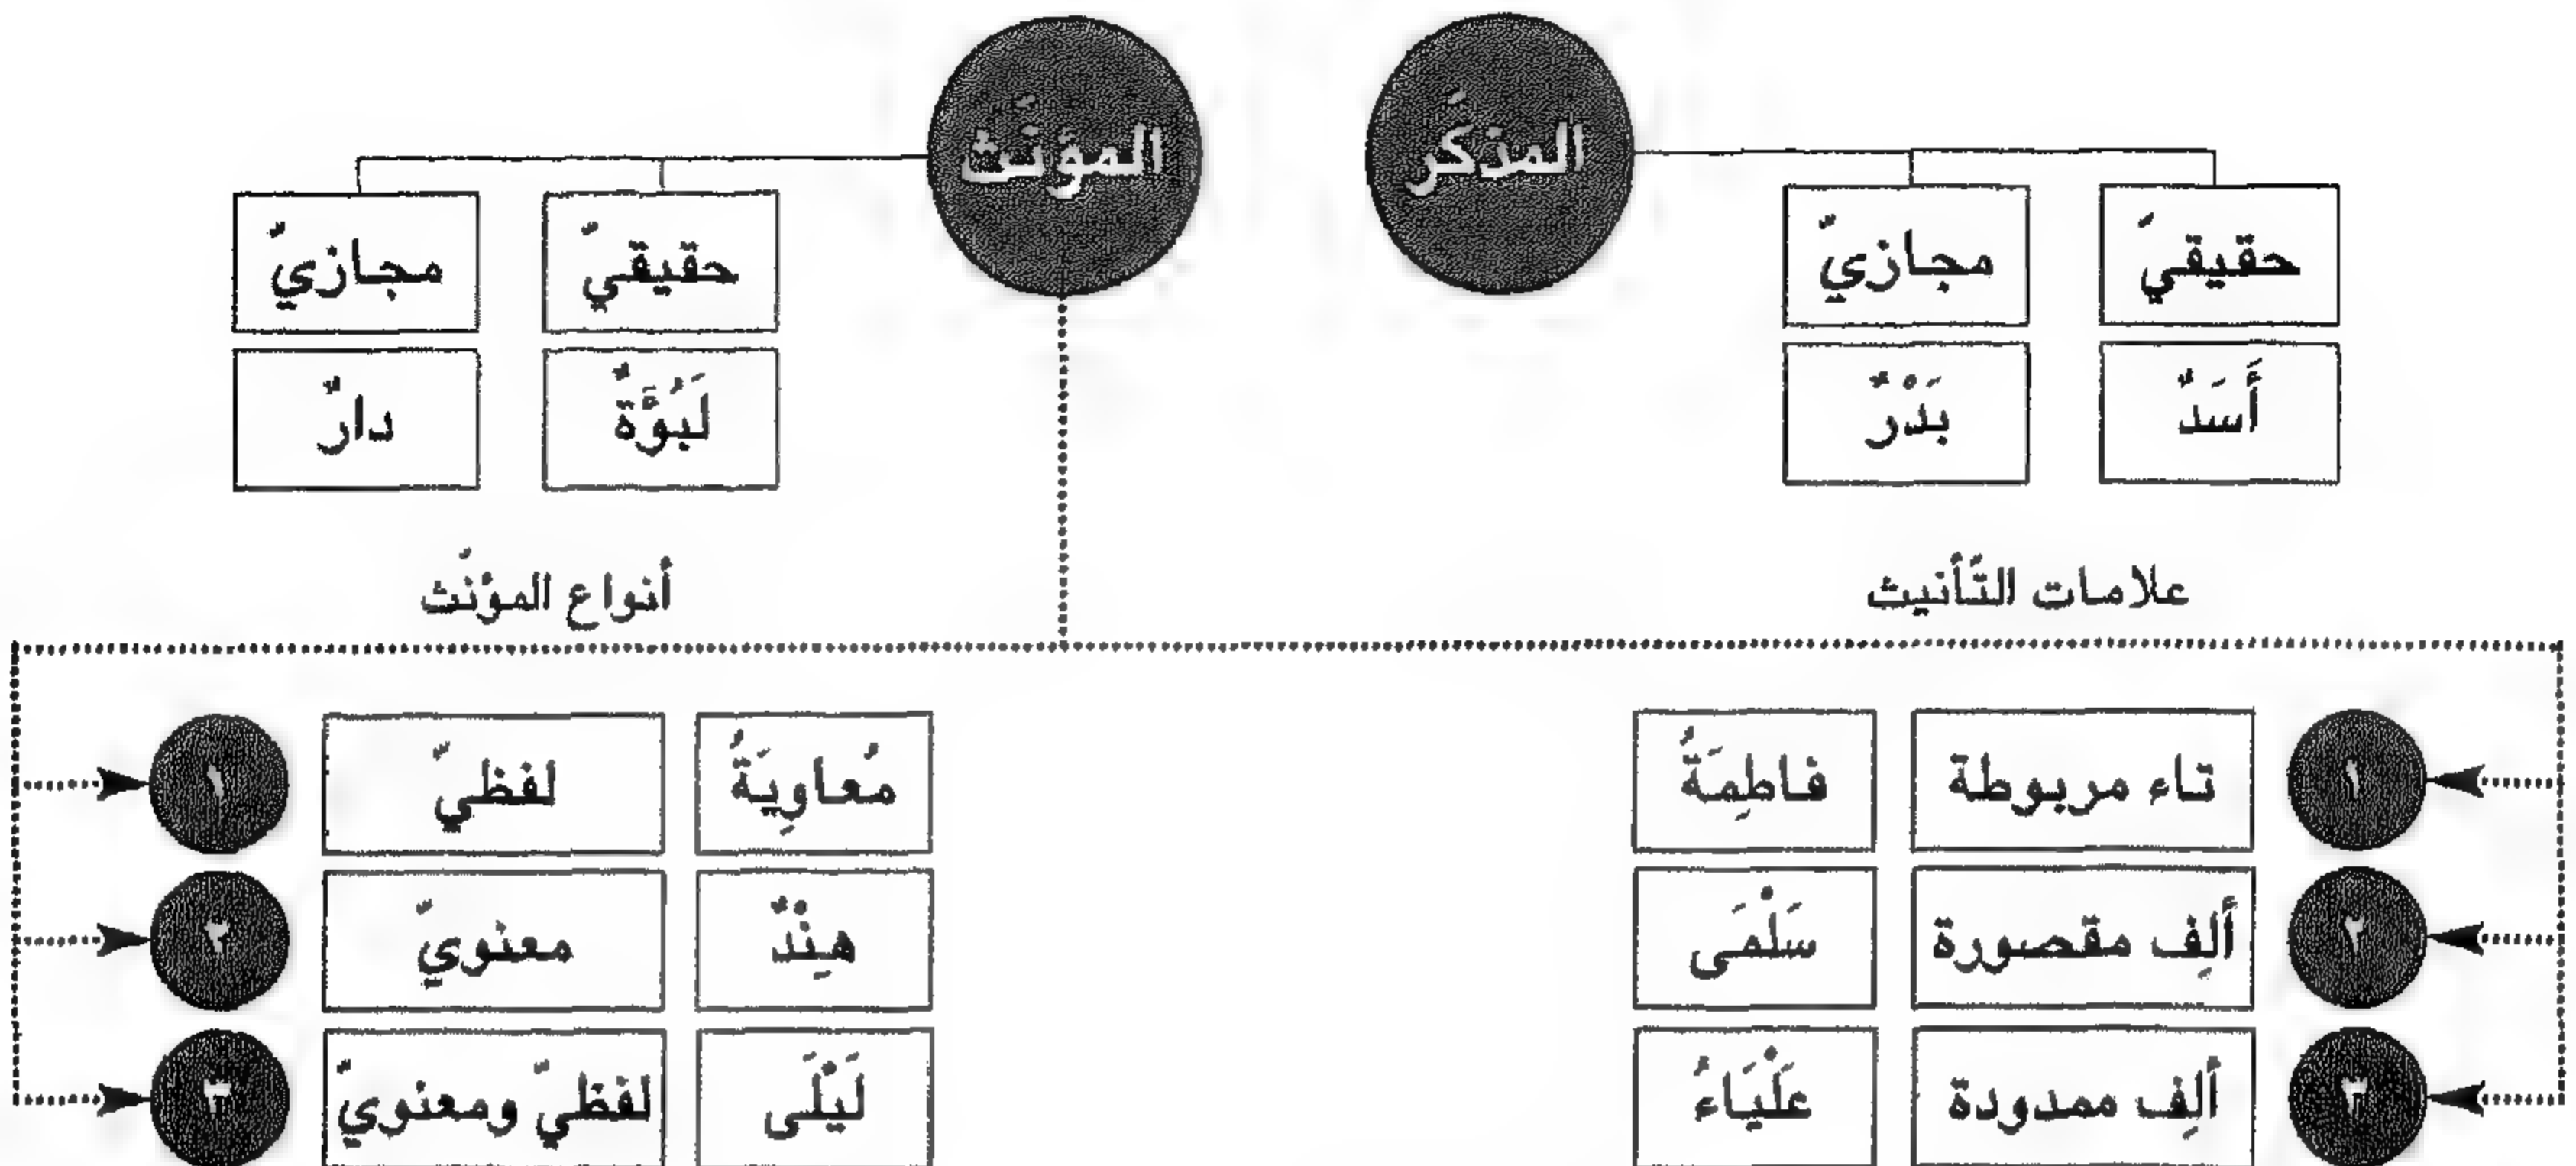 المذكّر
المؤنّث
حقيقيّ
مجازيّ
أَسَدٌ
بَدْرٌ
حقيقيّ
مجازيّ
لَبُؤَةٌ
دارٌ
علامات التّأنيث
١ تاء مربوطة فاطِمَةُ
٢ ألِف مقصورة سَلْمَى
٣ ألِف ممدودة عَلْيَاءُ
أنواع المؤنّث
مُعاوِيَةُ لفظيّ ١
هِنْدٌ معنويّ ٢
لَيْلَى لفظيّ ومعنويّ ٣